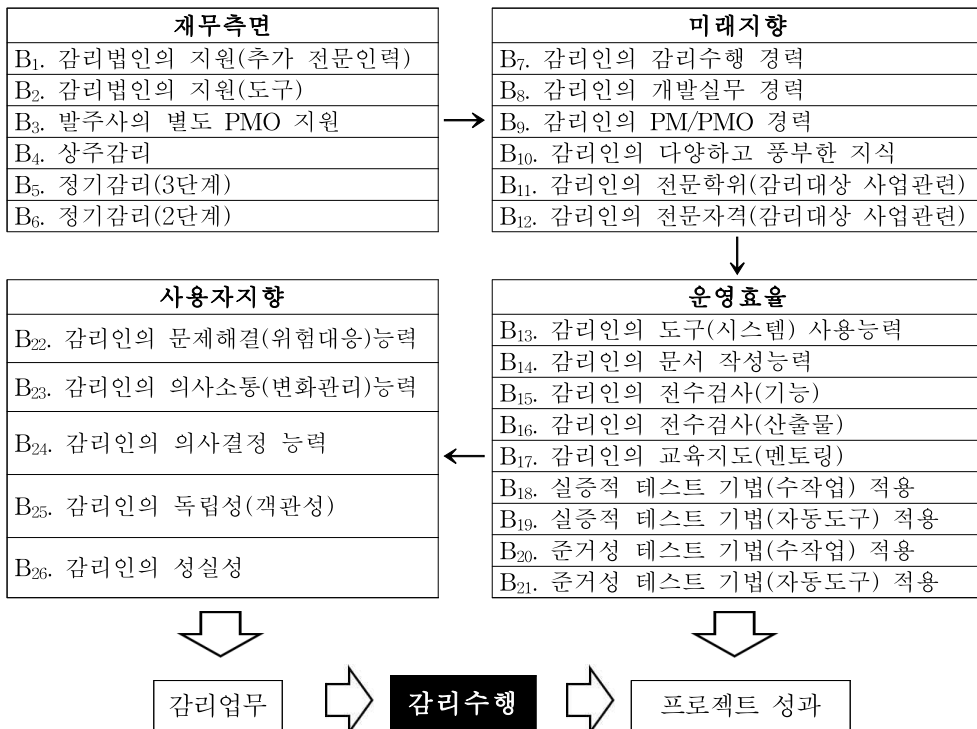 재무측면
B₁. 감리법인의 지원(추가 전문인력)
B₂. 감리법인의 지원(도구)
B₃. 발주사의 별도 PMO 지원
B₄. 상주감리
B₅. 정기감리(3단계)
B₆. 정기감리(2단계)
미래지향
B₇. 감리인의 감리수행 경력
B₈. 감리인의 개발실무 경력
B₉. 감리인의 PM/PMO 경력
B₁₀. 감리인의 다양하고 풍부한 지식
B₁₁. 감리인의 전문학위(감리대상 사업관련)
B₁₂. 감리인의 전문자격(감리대상 사업관련)
사용자지향
B₂₂. 감리인의 문제해결(위험대응)능력
B₂₃. 감리인의 의사소통(변화관리)능력
B₂₄. 감리인의 의사결정 능력
B₂₅. 감리인의 독립성(객관성)
B₂₆. 감리인의 성실성
운영효율
B₁₃. 감리인의 도구(시스템) 사용능력
B₁₄. 감리인의 문서 작성능력
B₁₅. 감리인의 전수검사(기능)
B₁₆. 감리인의 전수검사(산출물)
B₁₇. 감리인의 교육지도(멘토링)
B₁₈. 실증적 테스트 기법(수작업) 적용
B₁₉. 실증적 테스트 기법(자동도구) 적용
B₂₀. 준거성 테스트 기법(수작업) 적용
B₂₁. 준거성 테스트 기법(자동도구) 적용
감리업무
감리수행
프로젝트 성과